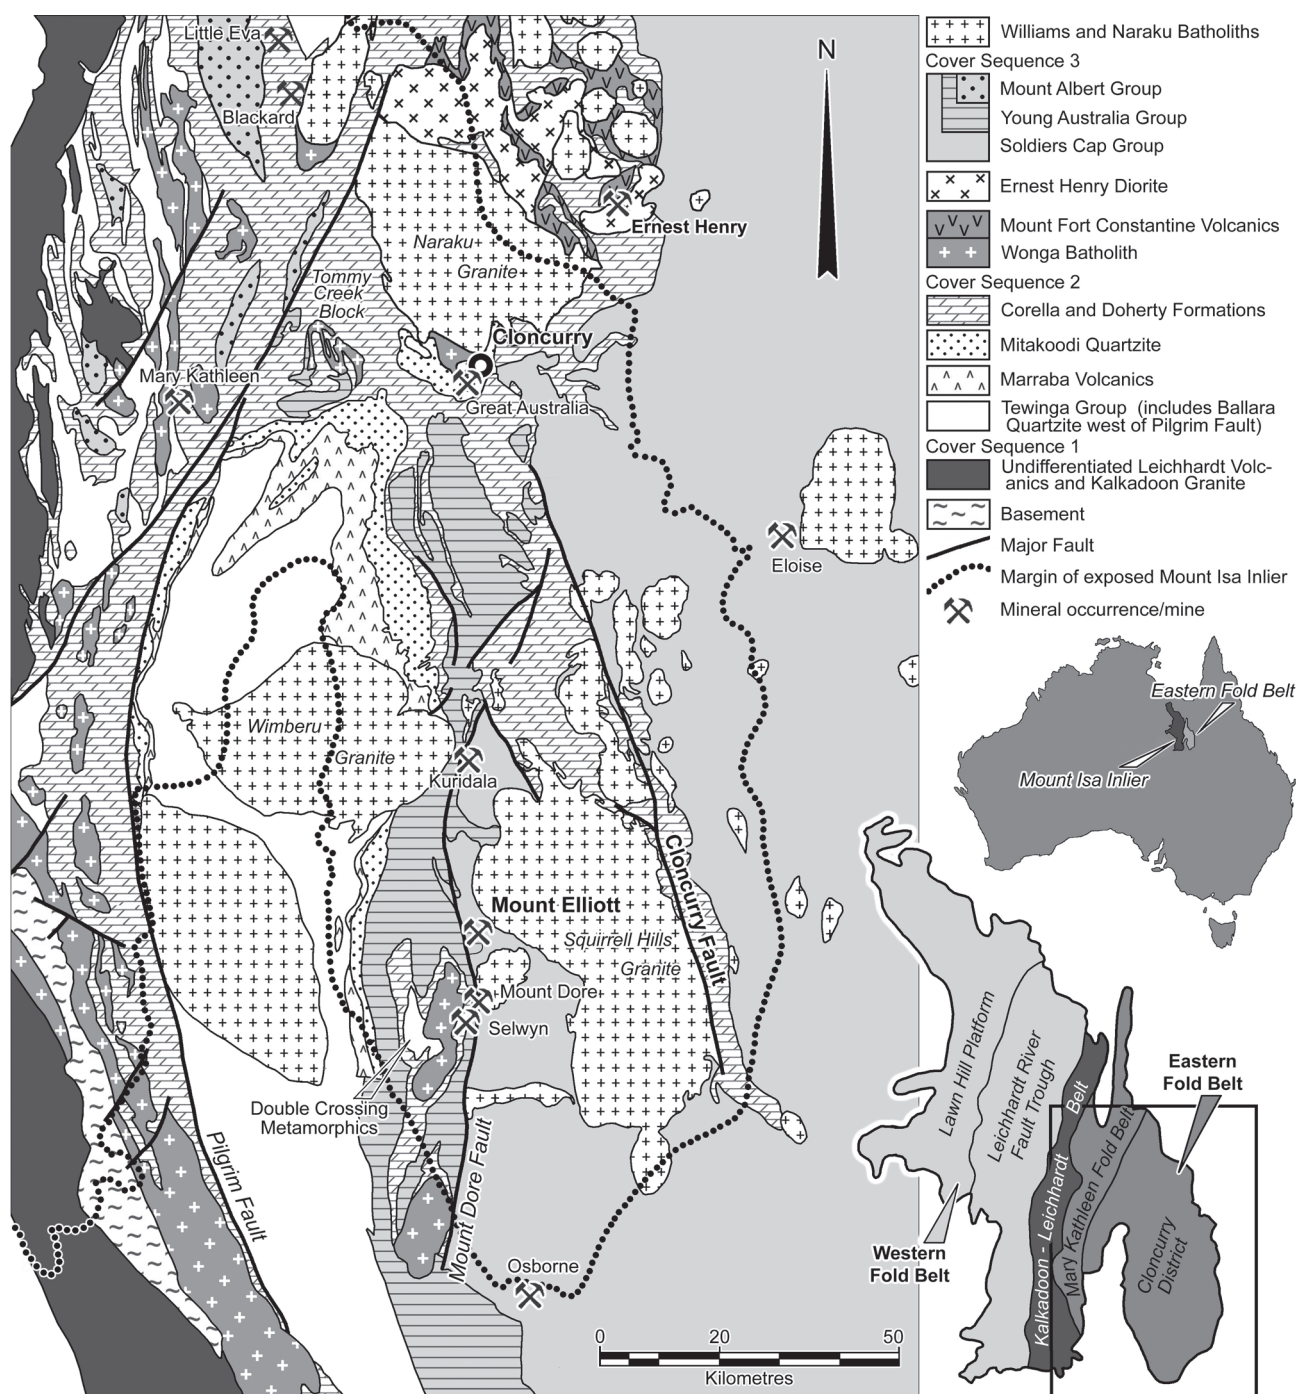 Little Eva
Blackard
N
Ernest Henry
Naraku
Granite
Tommy
Creek
Block
Cloncurry
Mary Kathleen
Great Australia
Eloise
Wimberu
Granite
Kuridala
Cloncurry Fault
Mount Elliott
Squirrell Hills
Granite
Mount Dore
Selwyn
Double Crossing
Metamorphics
Pilgrim Fault
Mount Dore Fault
Osborne
0 20 50
Kilometres
Williams and Naraku Batholiths
Cover Sequence 3
Mount Albert Group
Young Australia Group
Soldiers Cap Group
Ernest Henry Diorite
Mount Fort Constantine Volcanics
Wonga Batholith
Cover Sequence 2
Corella and Doherty Formations
Mitakoodi Quartzite
Marraba Volcanics
Tewinga Group (includes Ballara
Quartzite west of Pilgrim Fault)
Cover Sequence 1
Undifferentiated Leichhardt Volc-
anics and Kalkadoon Granite
Basement
Major Fault
Margin of exposed Mount Isa Inlier
Mineral occurrence/mine
Eastern Fold Belt
Mount Isa Inlier
Lawn Hill Platform
Leichhardt River
Fault Trough
Kalkadoon - Leichhardt Belt
Mary Kathleen Fold Belt
Eastern
Fold Belt
Cloncurry
District
Western
Fold Belt